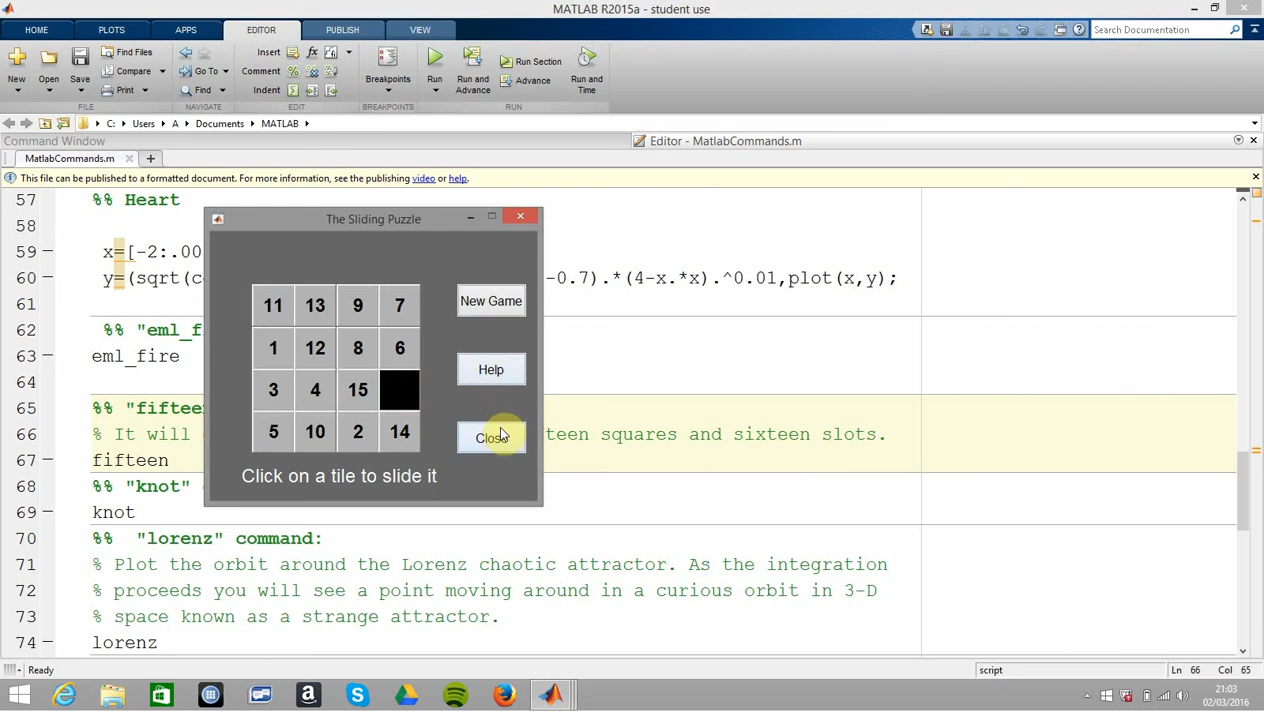 MATLAB R2015a - student use
HOME PLOTS APPS EDITOR PUBLISH VIEW
Search Documentation
New Open Save Find Files Compare Print
Go To Find
Insert Comment Indent
fx
Breakpoints
Run Run and Advance Run Section Advance Run and Time
FILE NAVIGATE EDIT BREAKPOINTS RUN
C: Users A Documents MATLAB
Command Window
Editor - MatlabCommands.m
MatlabCommands.m
This file can be published to a formatted document. For more information, see the publishing video or help.
57 %% Heart
58
59 x=[-2:.00
60 y=(sqrt(c -0.7).*(4-x.*x).^0.01,plot(x,y);
61
62 %% "eml_f
63 eml_fire
64
65 %% "fiftee
66 % It will teen squares and sixteen slots.
67 fifteen
68 %% "knot"
69 knot
70 %% "lorenz" command:
71 % Plot the orbit around the Lorenz chaotic attractor. As the integration
72 % proceeds you will see a point moving around in a curious orbit in 3-D
73 % space known as a strange attractor.
74 lorenz
The Sliding Puzzle
11 13 9 7
1 12 8 6
3 4 15
5 10 2 14
New Game
Help
Close
Click on a tile to slide it
Ready
script
Ln 66 Col 65
21:03
02/03/2016